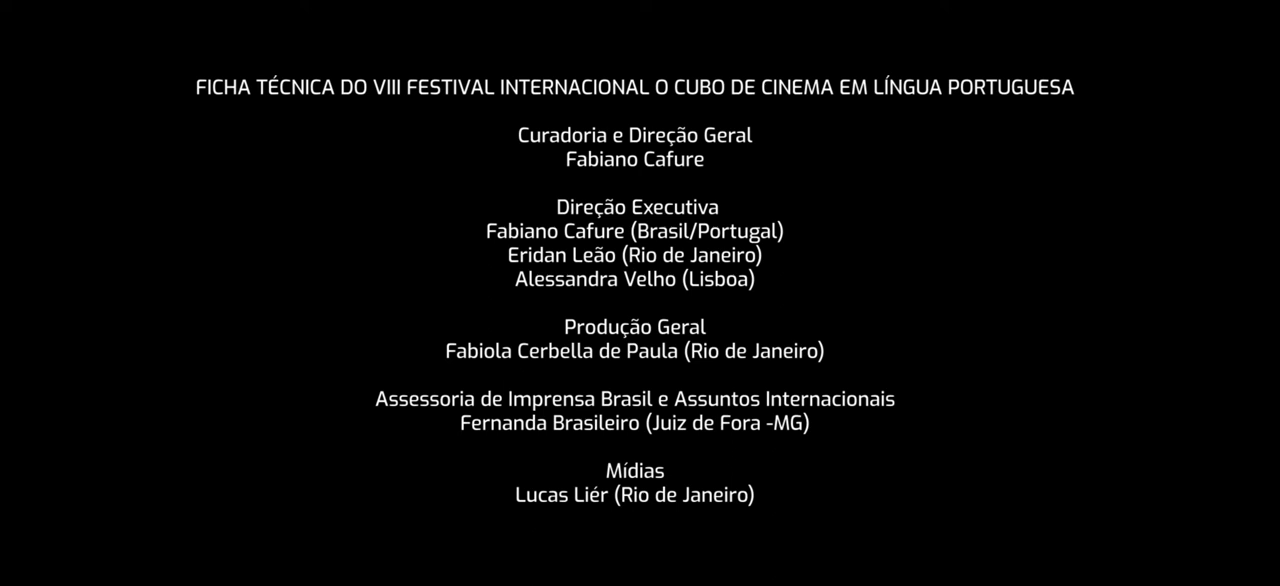 FICHA TÉCNICA DO VIII FESTIVAL INTERNACIONAL O CUBO DE CINEMA EM LÍNGUA PORTUGUESA
Curadoria e Direção Geral
Fabiano Cafure
Direção Executiva
Fabiano Cafure (Brasil/Portugal)
Eridan Leão (Rio de Janeiro)
Alessandra Velho (Lisboa)
Produção Geral
Fabiola Cerbella de Paula (Rio de Janeiro)
Assessoria de Imprensa Brasil e Assuntos Internacionais
Fernanda Brasileiro (Juiz de Fora -MG)
Mídias
Lucas Liér (Rio de Janeiro)